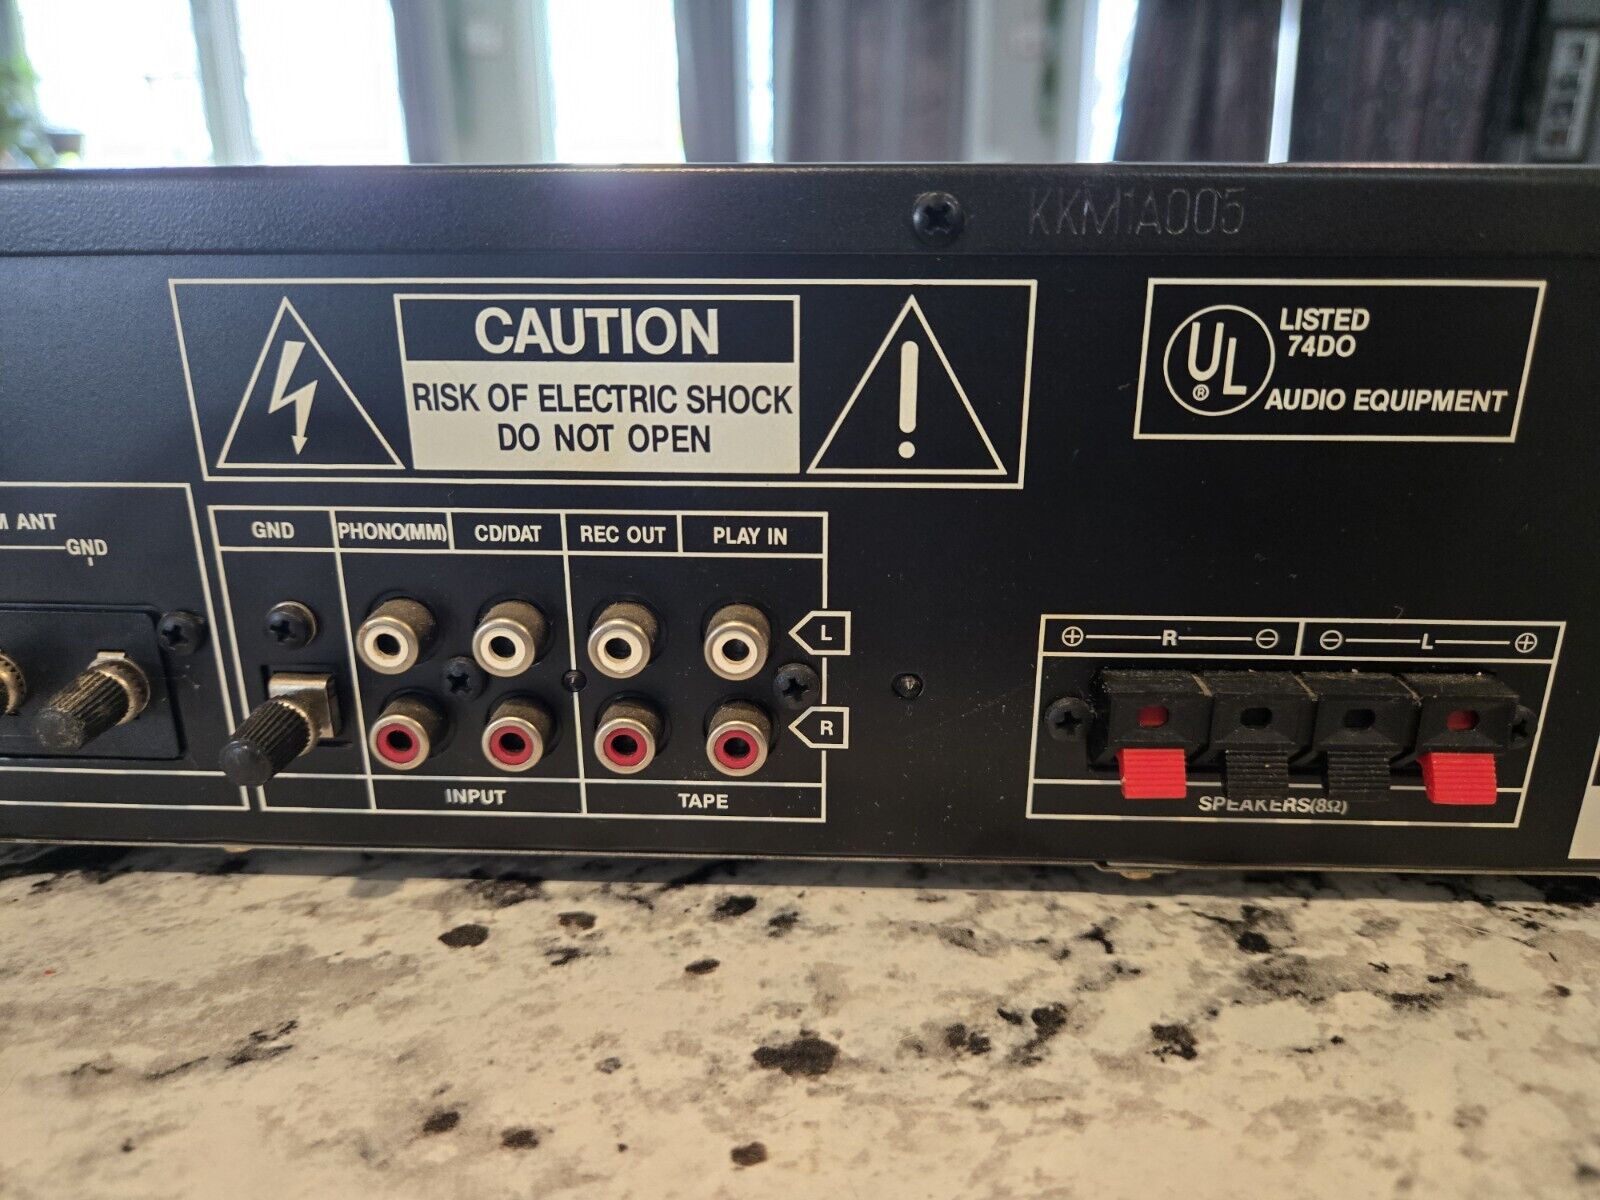 KKM1A005
CAUTION
RISK OF ELECTRIC SHOCK
DO NOT OPEN
UL
®
LISTED
74DO
AUDIO EQUIPMENT
ANT
GND
GND
PHONO(MM)
CD/DAT
REC OUT
PLAY IN
L
R
INPUT
TAPE
⊕ R ⊖
⊖ L ⊕
SPEAKERS(8Ω)